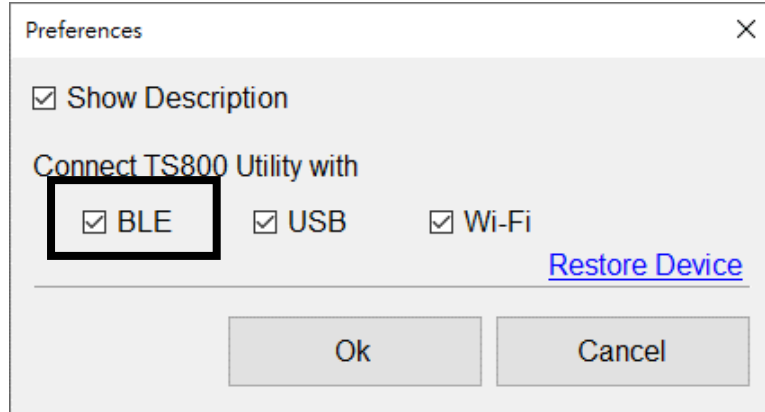 Preferences
Show Description
Connect TS800 Utility with
BLE USB Wi-Fi
Restore Device
Ok Cancel